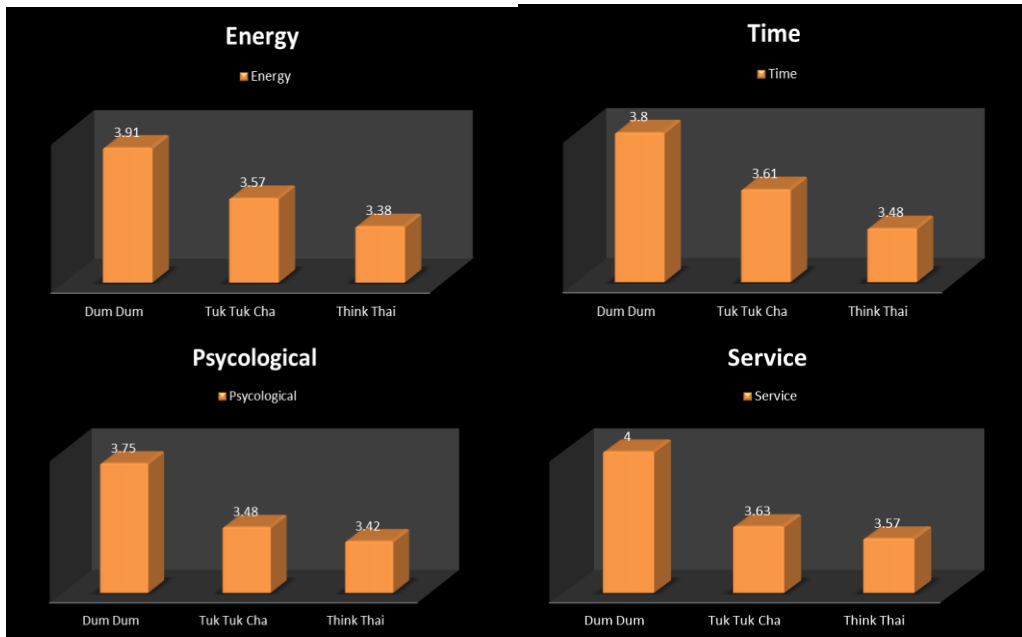 Energy
Energy
3.91
3.57
3.38
Dum Dum Tuk Tuk Cha Think Thai
Time
Time
3.8
3.61
3.48
Dum Dum Tuk Tuk Cha Think Thai
Psycological
Psycological
3.75
3.48
3.42
Dum Dum Tuk Tuk Cha Think Thai
Service
Service
4
3.63
3.57
Dum Dum Tuk Tuk Cha Think Thai